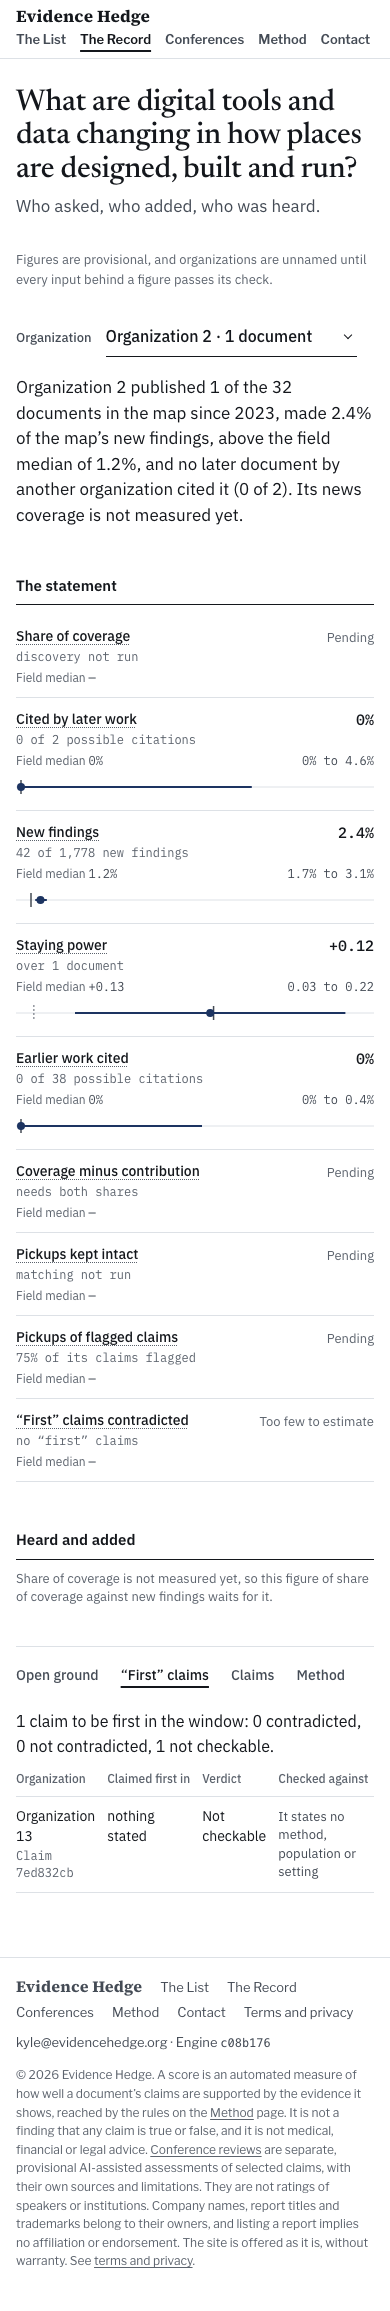 Evidence Hedge
The List The Record Conferences Method Contact
What are digital tools and
data changing in how places
are designed, built and run?
Who asked, who added, who was heard.
Figures are provisional, and organizations are unnamed until
every input behind a figure passes its check.
Organization Organization 2 · 1 document
Organization 2 published 1 of the 32
documents in the map since 2023, made 2.4%
of the map’s new findings, above the field
median of 1.2%, and no later document by
another organization cited it (0 of 2). Its news
coverage is not measured yet.
The statement
Share of coverage Pending
discovery not run
Field median –
Cited by later work 0%
0 of 2 possible citations
Field median 0% 0% to 4.6%
New findings 2.4%
42 of 1,778 new findings
Field median 1.2% 1.7% to 3.1%
Staying power +0.12
over 1 document
Field median +0.13 0.03 to 0.22
Earlier work cited 0%
0 of 38 possible citations
Field median 0% 0% to 0.4%
Coverage minus contribution Pending
needs both shares
Field median –
Pickups kept intact Pending
matching not run
Field median –
Pickups of flagged claims Pending
75% of its claims flagged
Field median –
“First” claims contradicted Too few to estimate
no “first” claims
Field median –
Heard and added
Share of coverage is not measured yet, so this figure of share
of coverage against new findings waits for it.
Open ground “First” claims Claims Method
1 claim to be first in the window: 0 contradicted,
0 not contradicted, 1 not checkable.
Organization Claimed first in Verdict Checked against
Organization nothing Not It states no
13 stated checkable method,
Claim population or
7ed832cb setting
Evidence Hedge The List The Record
Conferences Method Contact Terms and privacy
kyle@evidencehedge.org · Engine c08b176
© 2026 Evidence Hedge. A score is an automated measure of
how well a document’s claims are supported by the evidence it
shows, reached by the rules on the Method page. It is not a
finding that any claim is true or false, and it is not medical,
financial or legal advice. Conference reviews are separate,
provisional AI-assisted assessments of selected claims, with
their own sources and limitations. They are not ratings of
speakers or institutions. Company names, report titles and
trademarks belong to their owners, and listing a report implies
no affiliation or endorsement. The site is offered as it is, without
warranty. See terms and privacy.